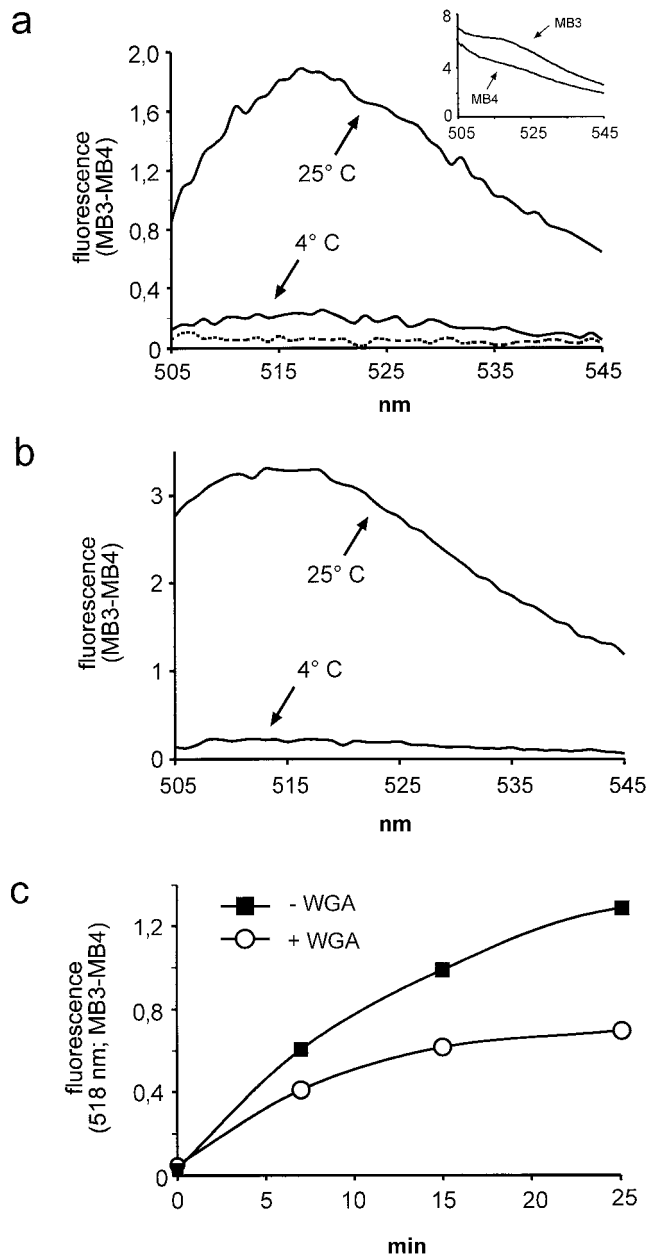 a
fluorescence
(MB3-MB4)
2,0
1,6
1,2
0,8
0,4
0
25° C
4° C
505 515 525 535 545
nm
8
4
0
MB3
MB4
505 525 545
b
fluorescence
(MB3-MB4)
3
2
1
0
25° C
4° C
505 515 525 535 545
nm
c
fluorescence
(518 nm; MB3-MB4)
1,2
0,8
0,4
0
- WGA
+ WGA
0 5 10 15 20 25
min